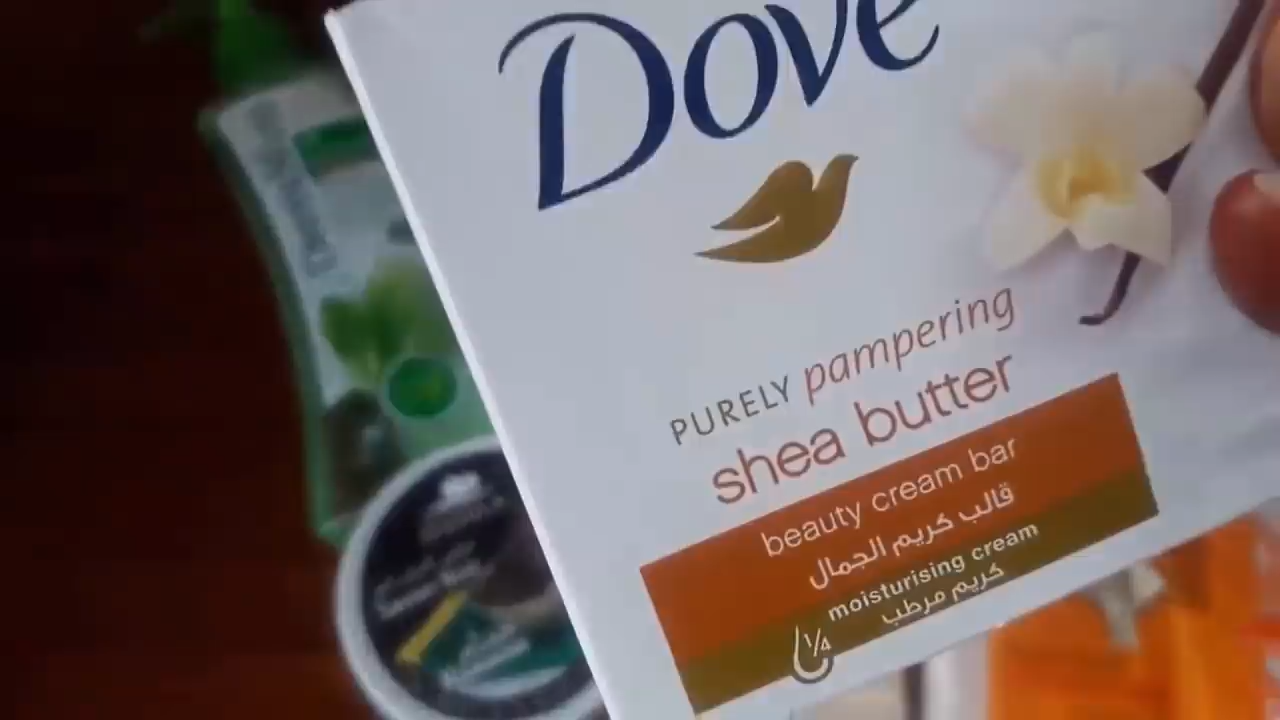 Dove
PURELY pampering
shea butter
beauty cream bar
قالب كريم الجمال
moisturising cream
كريم مرطب
1/4